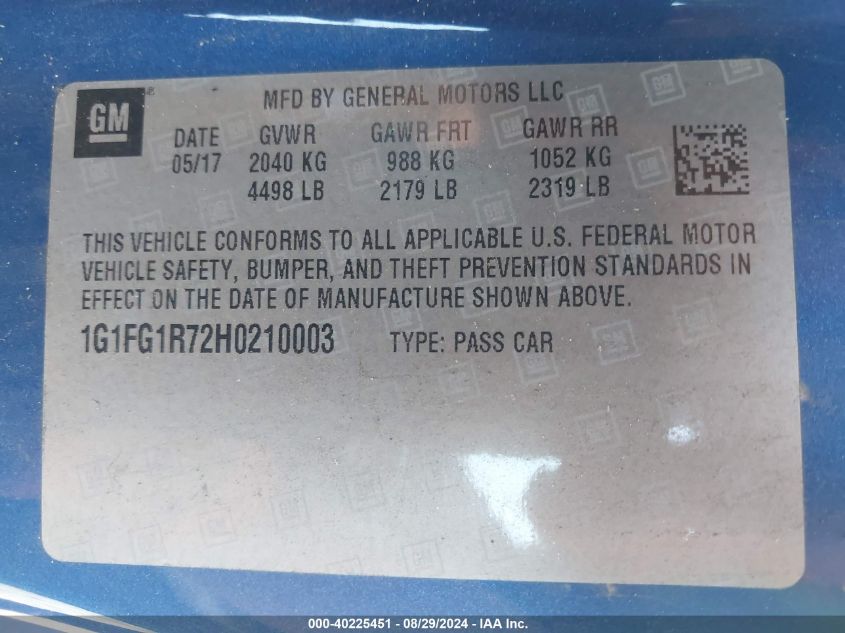 GM
MFD BY GENERAL MOTORS LLC
DATE GVWR GAWR FRT GAWR RR
05/17 2040 KG 988 KG 1052 KG
4498 LB 2179 LB 2319 LB
THIS VEHICLE CONFORMS TO ALL APPLICABLE U.S. FEDERAL MOTOR
VEHICLE SAFETY, BUMPER, AND THEFT PREVENTION STANDARDS IN
EFFECT ON THE DATE OF MANUFACTURE SHOWN ABOVE.
1G1FG1R72H0210003 TYPE: PASS CAR
000-40225451 - 08/29/2024 - IAA Inc.